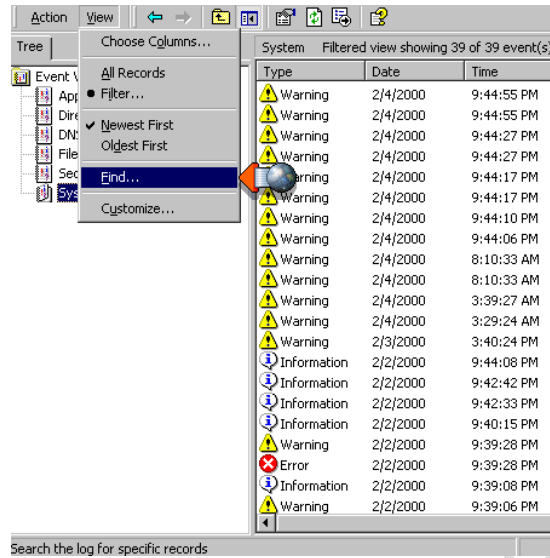 Action View
Tree
System Filtered view showing 39 of 39 event(s)
Choose Columns...
All Records
Filter...
Newest First
Oldest First
Find...
Customize...
Event
App
Dire
DNS
File
Sec
Sys
Type Date Time
Warning 2/4/2000 9:44:55 PM
Warning 2/4/2000 9:44:55 PM
Warning 2/4/2000 9:44:27 PM
Warning 2/4/2000 9:44:27 PM
Warning 2/4/2000 9:44:17 PM
Warning 2/4/2000 9:44:17 PM
Warning 2/4/2000 9:44:10 PM
Warning 2/4/2000 9:44:06 PM
Warning 2/4/2000 8:10:33 AM
Warning 2/4/2000 8:10:33 AM
Warning 2/4/2000 3:39:27 AM
Warning 2/4/2000 3:29:24 AM
Warning 2/3/2000 3:40:24 PM
Information 2/2/2000 9:44:08 PM
Information 2/2/2000 9:42:42 PM
Information 2/2/2000 9:42:33 PM
Information 2/2/2000 9:40:15 PM
Warning 2/2/2000 9:39:28 PM
Error 2/2/2000 9:39:28 PM
Information 2/2/2000 9:39:08 PM
Warning 2/2/2000 9:39:06 PM
Search the log for specific records